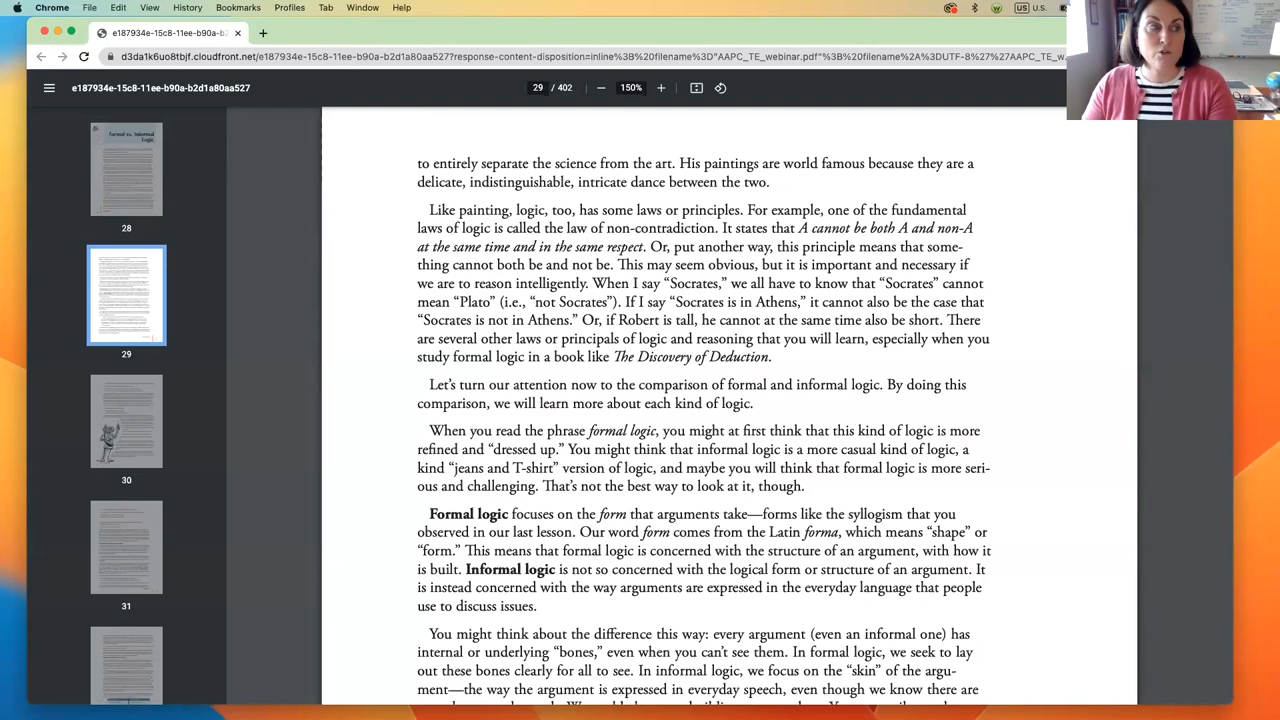 Chrome File Edit View History Bookmarks Profiles Tab Window Help US U.S.
e187934e-15c8-11ee-b90a-b2d1a
d3da1k6uo8tbjf.cloudfront.net/e187934e-15c8-11ee-b90a-b2d1a80aa527?response-content-disposition=inline%3B%20filename%3D"AAPC_TE_webinar.pdf"%3B%20filename%2A%3DUTF-8%27%27AAPC_TE_w
e187934e-15c8-11ee-b90a-b2d1a80aa527 29 / 402 150%
Formal vs. Informal
Logic
28
29
30
31
to entirely separate the science from the art. His paintings are world famous because they are a
delicate, indistinguishable, intricate dance between the two.
Like painting, logic, too, has some laws or principles. For example, one of the fundamental
laws of logic is called the law of non-contradiction. It states that A cannot be both A and non-A
at the same time and in the same respect. Or, put another way, this principle means that some-
thing cannot both be and not be. This may seem obvious, but it is important and necessary if
we are to reason intelligently. When I say "Socrates," we all have to know that "Socrates" cannot
mean "Plato" (i.e., "not Socrates"). If I say "Socrates is in Athens," it cannot also be the case that
"Socrates is not in Athens." Or, if Robert is tall, he cannot at the same time also be short. There
are several other laws or principals of logic and reasoning that you will learn, especially when you
study formal logic in a book like The Discovery of Deduction.
Let's turn our attention now to the comparison of formal and informal logic. By doing this
comparison, we will learn more about each kind of logic.
When you read the phrase formal logic, you might at first think that this kind of logic is more
refined and "dressed up." You might think that informal logic is a more casual kind of logic, a
kind "jeans and T-shirt" version of logic, and maybe you will think that formal logic is more seri-
ous and challenging. That's not the best way to look at it, though.
Formal logic focuses on the form that arguments take—forms like the syllogism that you
observed in our last lesson. Our word form comes from the Latin forma, which means "shape" or
"form." This means that formal logic is concerned with the structure of an argument, with how it
is built. Informal logic is not so concerned with the logical form or structure of an argument. It
is instead concerned with the way arguments are expressed in the everyday language that people
use to discuss issues.
You might think of the difference this way: every argument (even an informal one) has
internal or underlying "bones," even when you can't see them. In formal logic, we seek to lay
out these bones clearly for all to see. In informal logic, we focus on the "skin" of the argu-
ment—the way the argument is expressed in everyday speech, even though we know there are